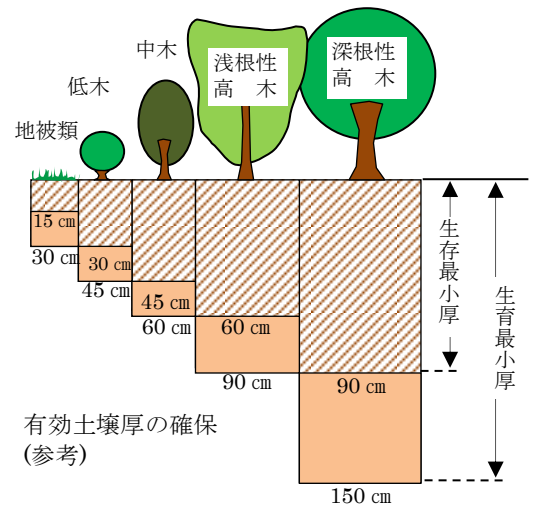 中木
浅根性
高　木
深根性
高　木
低木
地被類
15 ㎝
30 ㎝
30 ㎝
45 ㎝
45 ㎝
60 ㎝
60 ㎝
90 ㎝
90 ㎝
150 ㎝
生存最小厚
生育最小厚
有効土壌厚の確保
(参考)